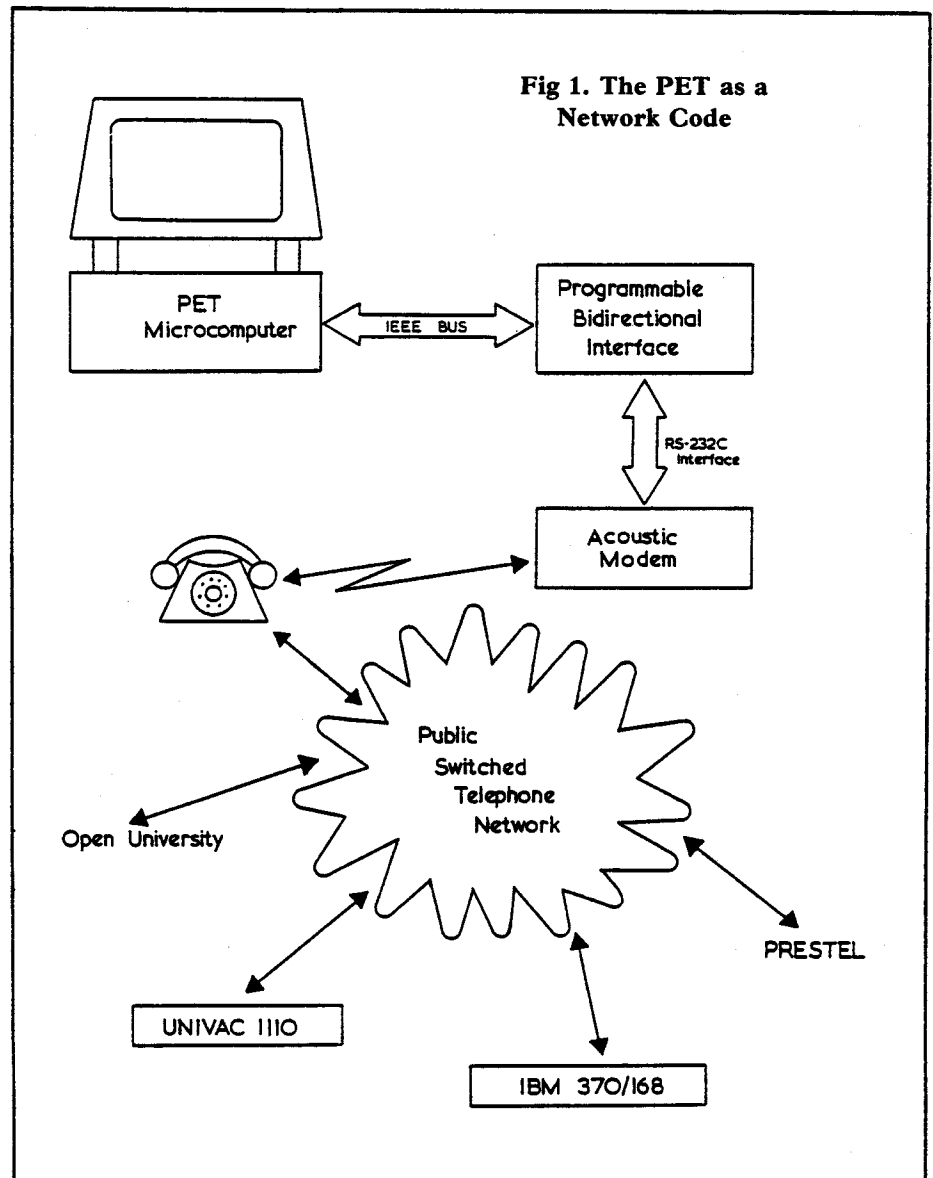 Fig 1. The PET as a
Network Code
PET
Microcomputer
IEEE BUS
Programmable
Bidirectional
Interface
RS-232C
Interface
Acoustic
Modem
Public
Switched
Telephone
Network
Open University
PRESTEL
UNIVAC 1110
IBM 370/168